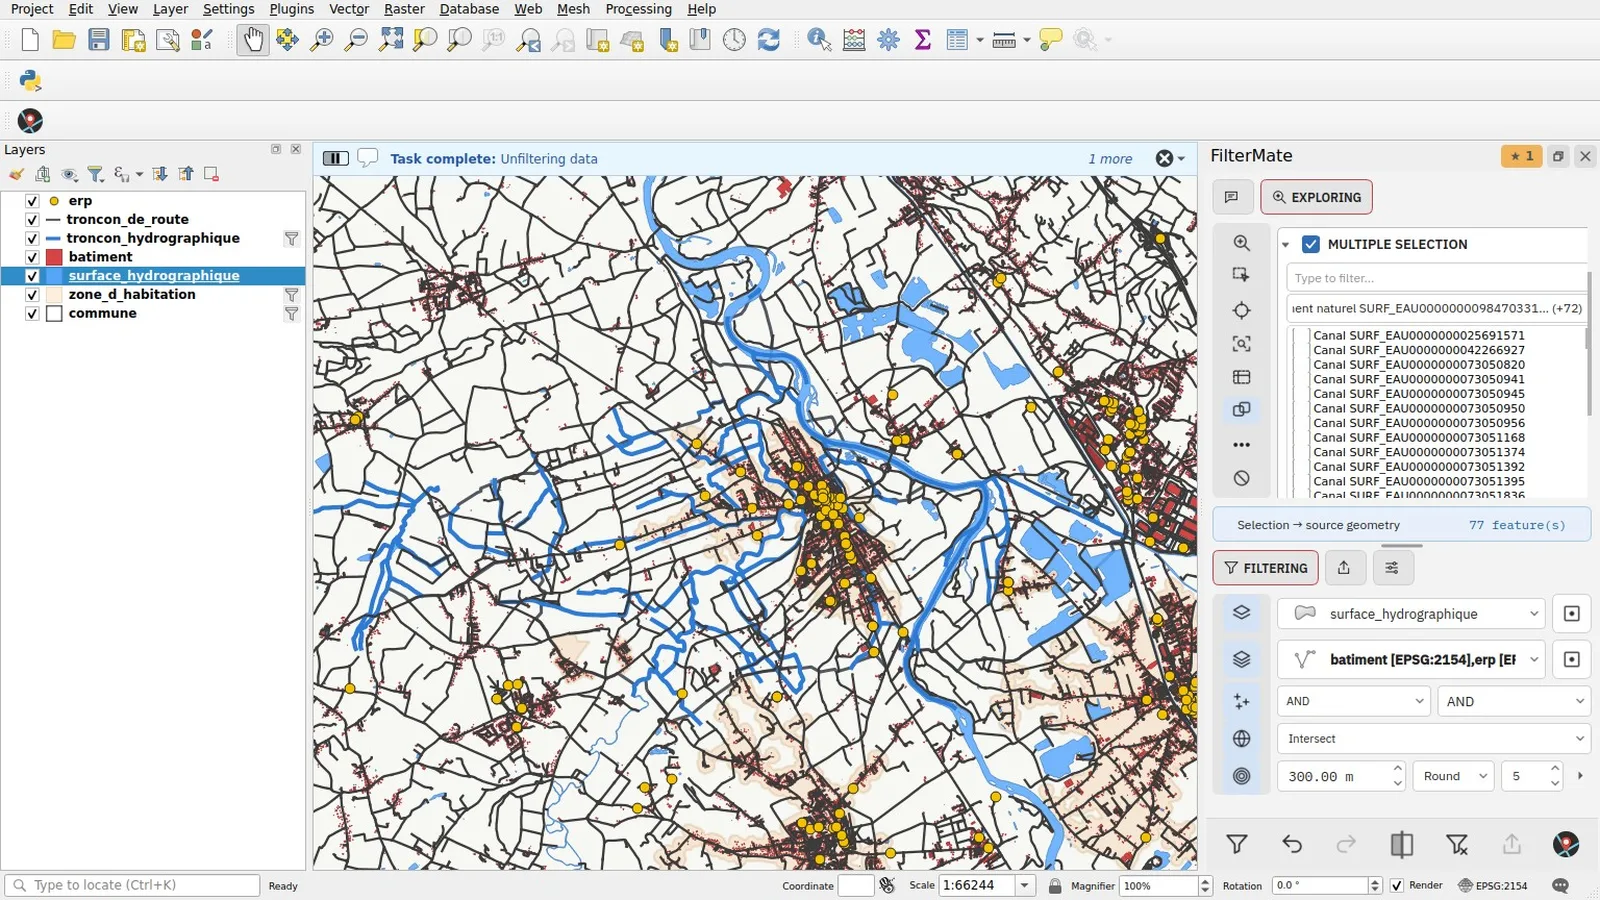 Project Edit View Layer Settings Plugins Vector Raster Database Web Mesh Processing Help
Layers
erp
troncon_de_route
troncon_hydrographique
batiment
surface_hydrographique
zone_d_habitation
commune
Task complete: Unfiltering data
1 more
FilterMate
★ 1
EXPLORING
MULTIPLE SELECTION
Type to filter...
ent naturel SURF_EAU0000000098470331... (+72)
Canal SURF_EAU0000000025691571
Canal SURF_EAU0000000042266927
Canal SURF_EAU0000000073050820
Canal SURF_EAU0000000073050941
Canal SURF_EAU0000000073050945
Canal SURF_EAU0000000073050950
Canal SURF_EAU0000000073050956
Canal SURF_EAU0000000073051168
Canal SURF_EAU0000000073051374
Canal SURF_EAU0000000073051392
Canal SURF_EAU0000000073051395
Canal SURF_EAU0000000073051836
Selection → source geometry 77 feature(s)
FILTERING
surface_hydrographique
batiment [EPSG:2154],erp [EF
AND AND
Intersect
300.00 m Round 5
Type to locate (Ctrl+K) Ready Coordinate Scale 1:66244 Magnifier 100% Rotation 0.0 ° Render EPSG:2154